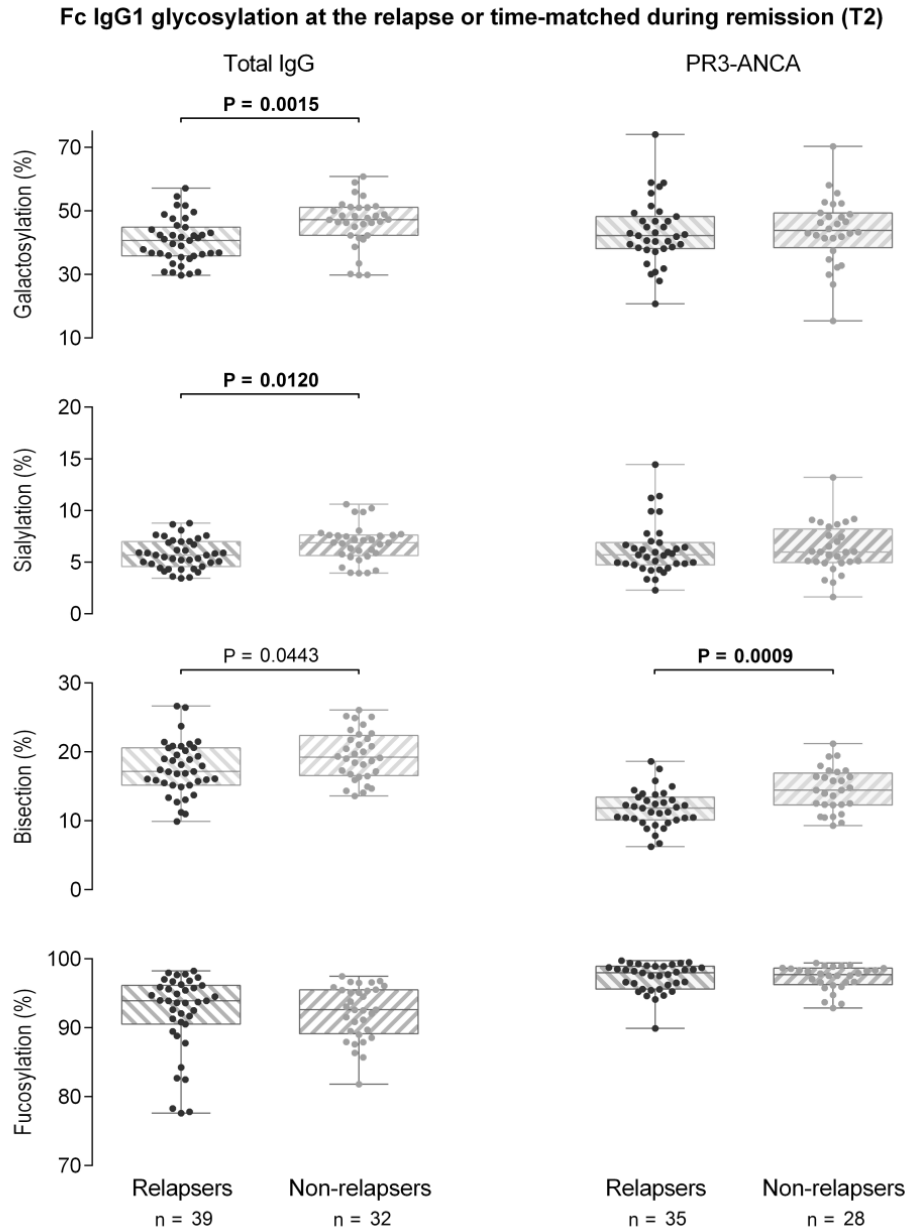 Fc IgG1 glycosylation at the relapse or time-matched during remission (T2)
Total IgG
PR3-ANCA
P = 0.0015
Galactosylation (%)
70
50
30
10
P = 0.0120
Sialylation (%)
20
15
10
5
0
P = 0.0443
P = 0.0009
Bisection (%)
30
20
10
0
Fucosylation (%)
100
90
80
70
Relapsers
Non-relapsers
Relapsers
Non-relapsers
n = 39
n = 32
n = 35
n = 28